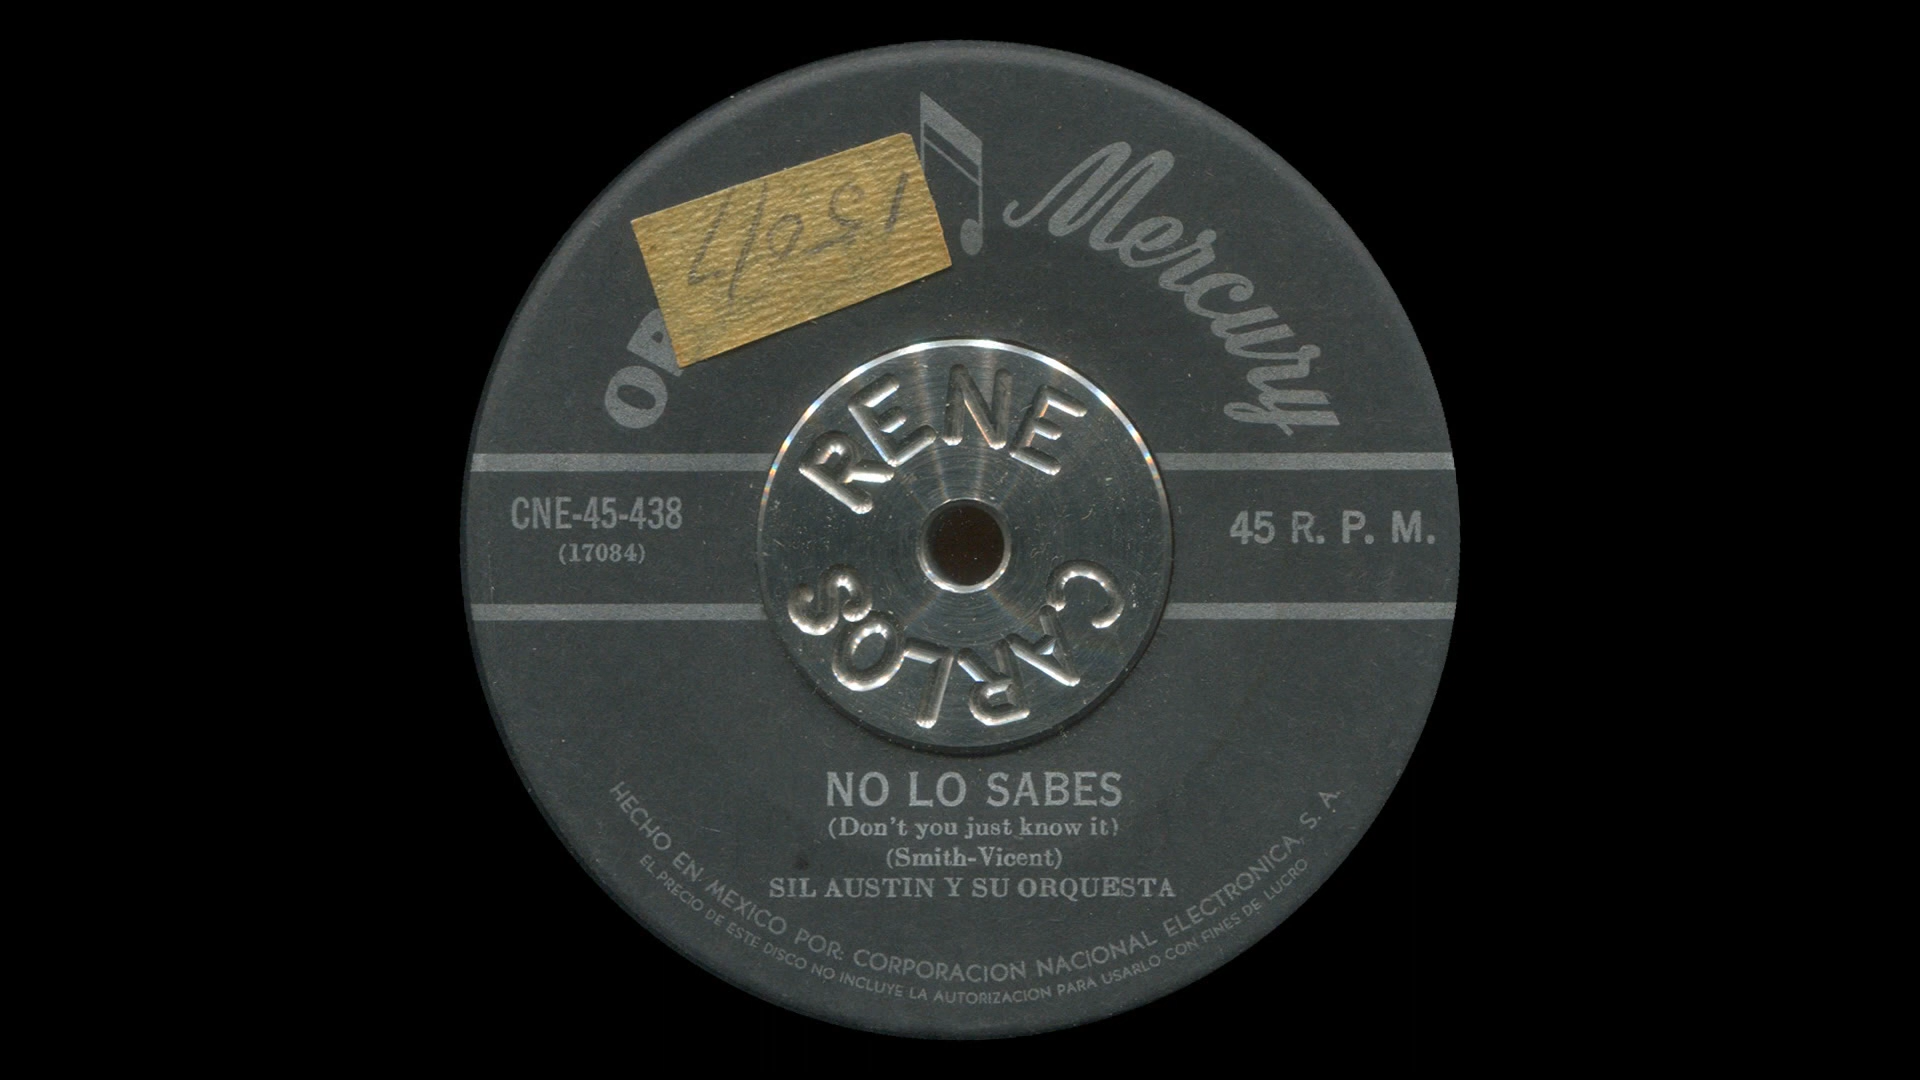 Mercury
RENE
CARLOS
CNE-45-438
(17084)
45 R. P. M.
NO LO SABES
(Don't you just know it)
(Smith-Vicent)
SIL AUSTIN Y SU ORQUESTA
HECHO EN MEXICO POR: CORPORACION NACIONAL ELECTRONICA, S. A.
EL PRECIO DE ESTE DISCO NO INCLUYE LA AUTORIZACION PARA USARLO CON FINES DE LUCRO